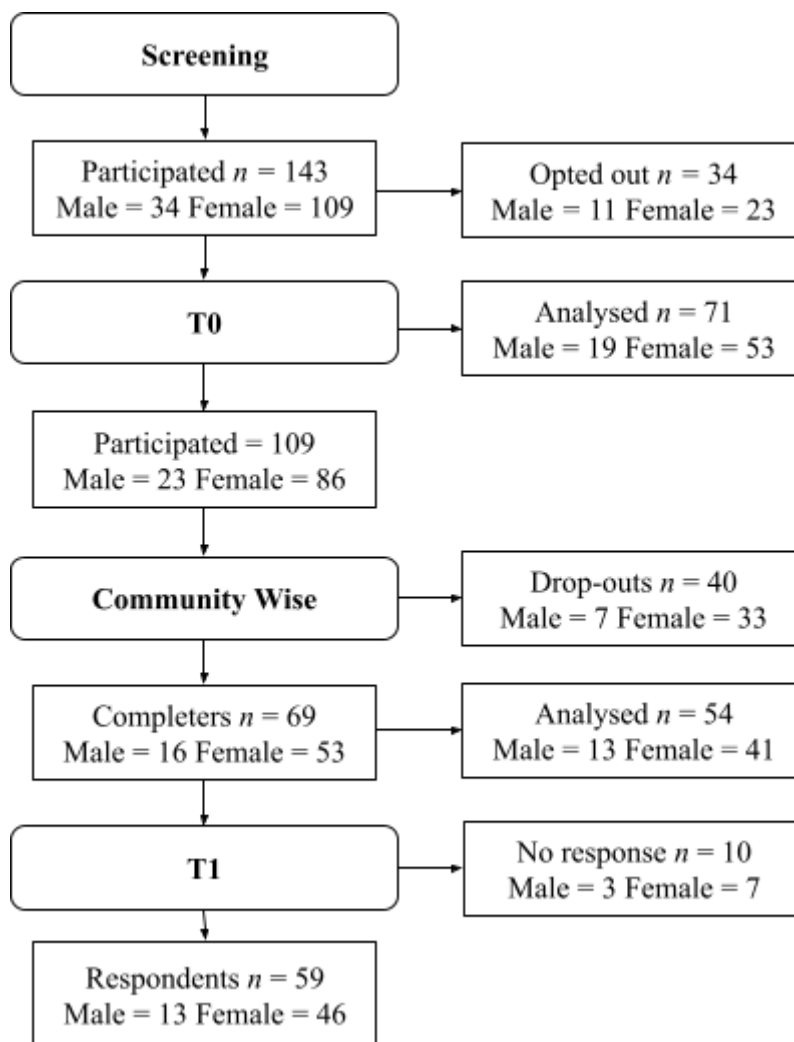 Screening
Participated n = 143
Male = 34 Female = 109
Opted out n = 34
Male = 11 Female = 23
T0
Analysed n = 71
Male = 19 Female = 53
Participated = 109
Male = 23 Female = 86
Community Wise
Drop-outs n = 40
Male = 7 Female = 33
Completers n = 69
Male = 16 Female = 53
Analysed n = 54
Male = 13 Female = 41
T1
No response n = 10
Male = 3 Female = 7
Respondents n = 59
Male = 13 Female = 46